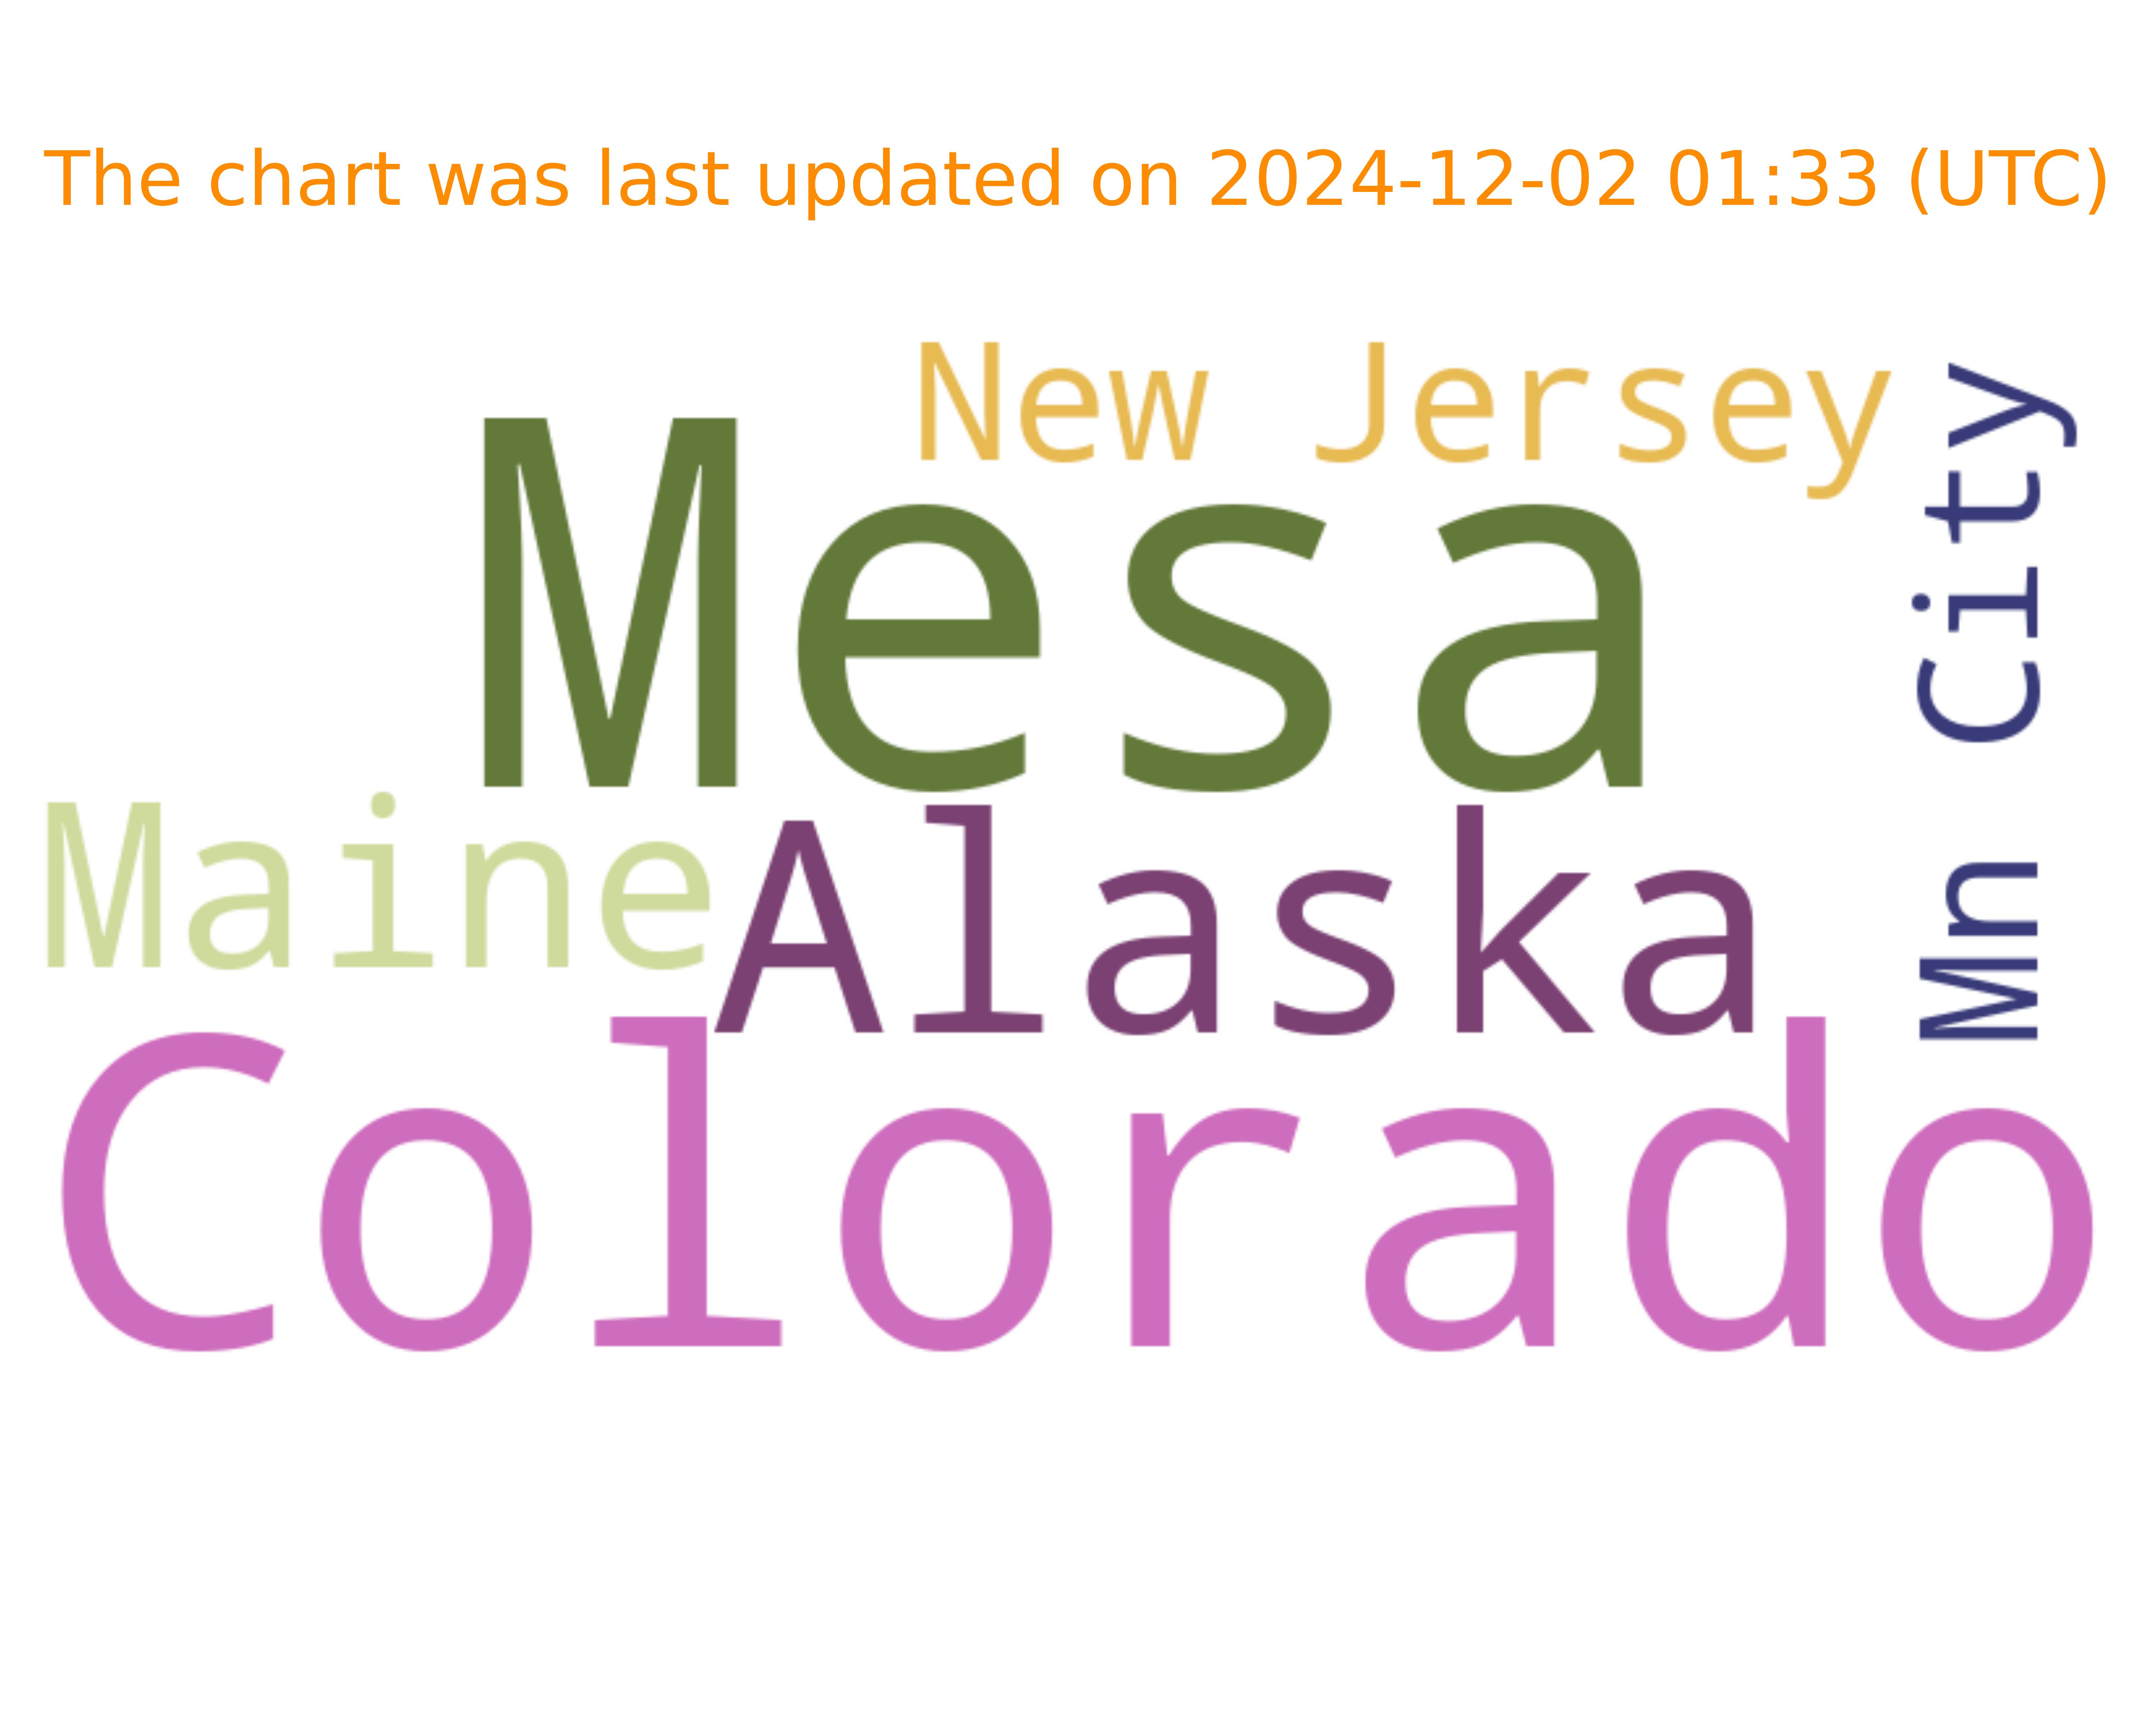 The chart was last updated on 2024-12-02 01:33 (UTC)
New Jersey
Mesa
Mn City
Maine
Alaska
Colorado